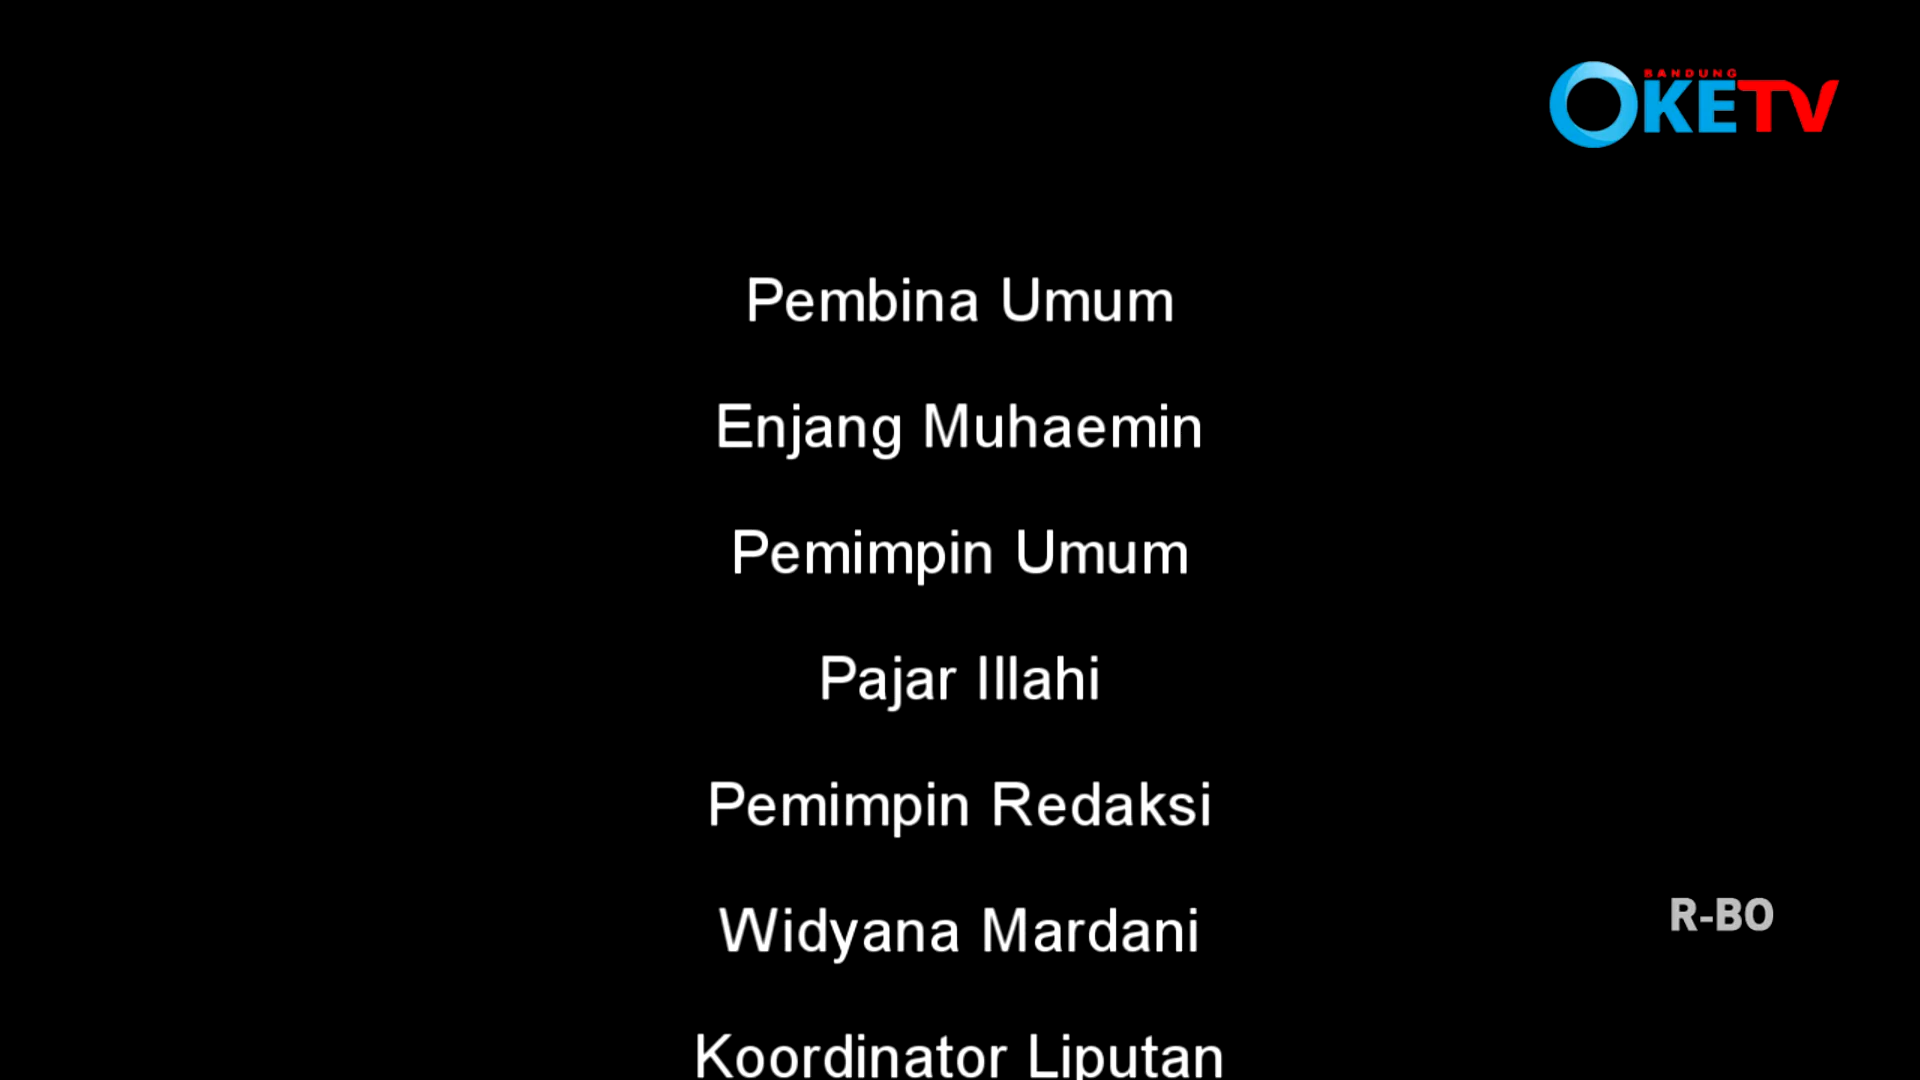 BANDUNG
OKETV
Pembina Umum
Enjang Muhaemin
Pemimpin Umum
Pajar Illahi
Pemimpin Redaksi
Widyana Mardani
R-BO
Koordinator Liputan